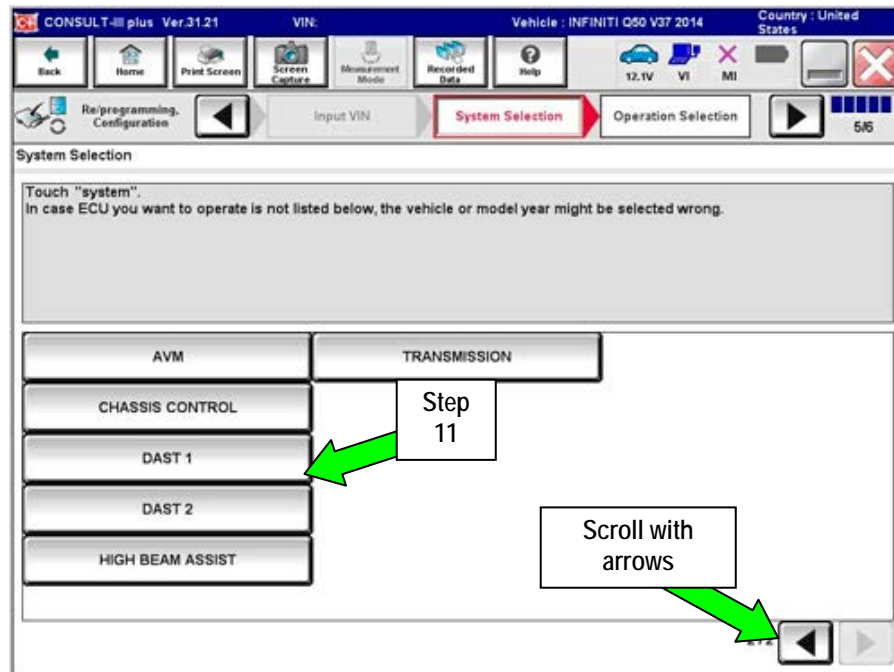 CONSULT-III plus Ver.31.21 VIN: Vehicle : INFINITI Q50 V37 2014 Country : United States
Back Home Print Screen Screen Capture Measurement Mode Recorded Data Help 12.1V VI MI
Re/programming, Configuration Input VIN System Selection Operation Selection 5/6
System Selection
Touch "system".
In case ECU you want to operate is not listed below, the vehicle or model year might be selected wrong.
AVM TRANSMISSION
CHASSIS CONTROL
Step
11
DAST 1
DAST 2
Scroll with
arrows
HIGH BEAM ASSIST